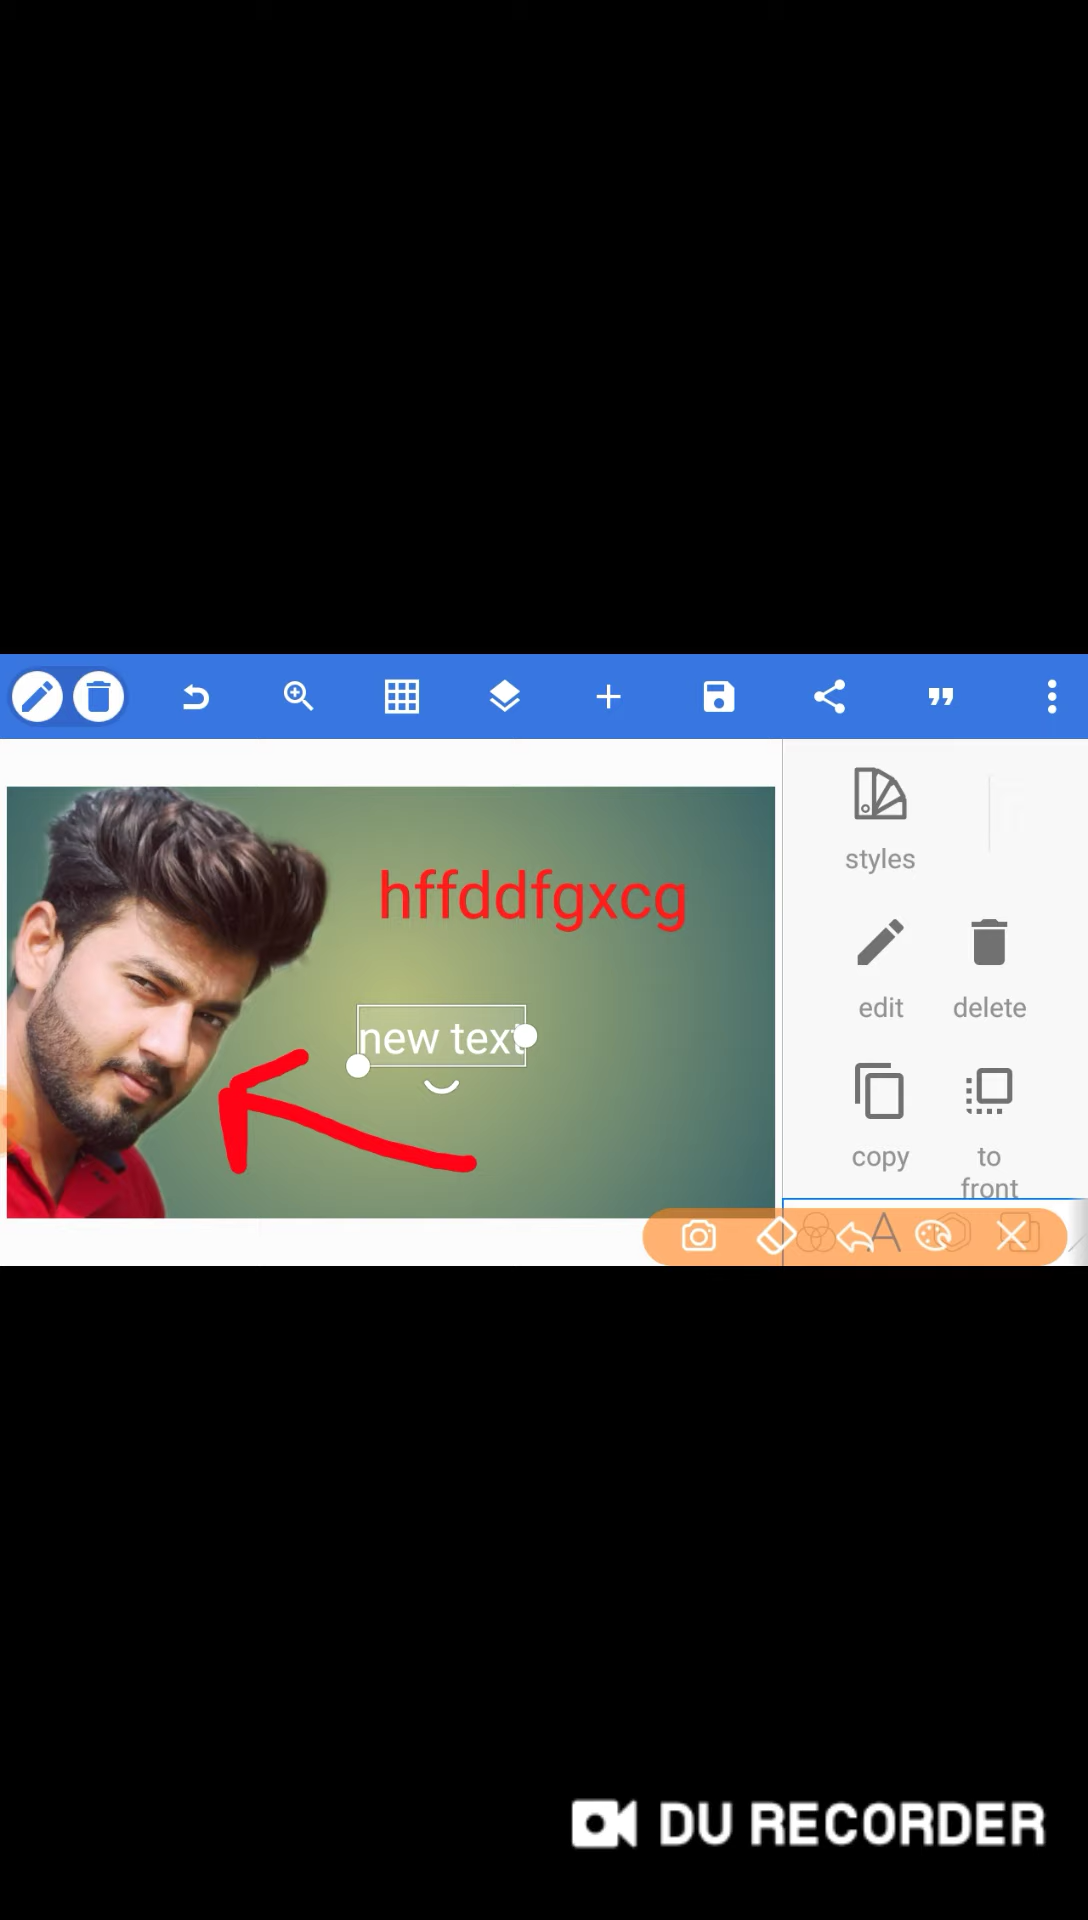 hffddfgxcg
styles
edit
delete
new text
copy
to
front
DU RECORDER